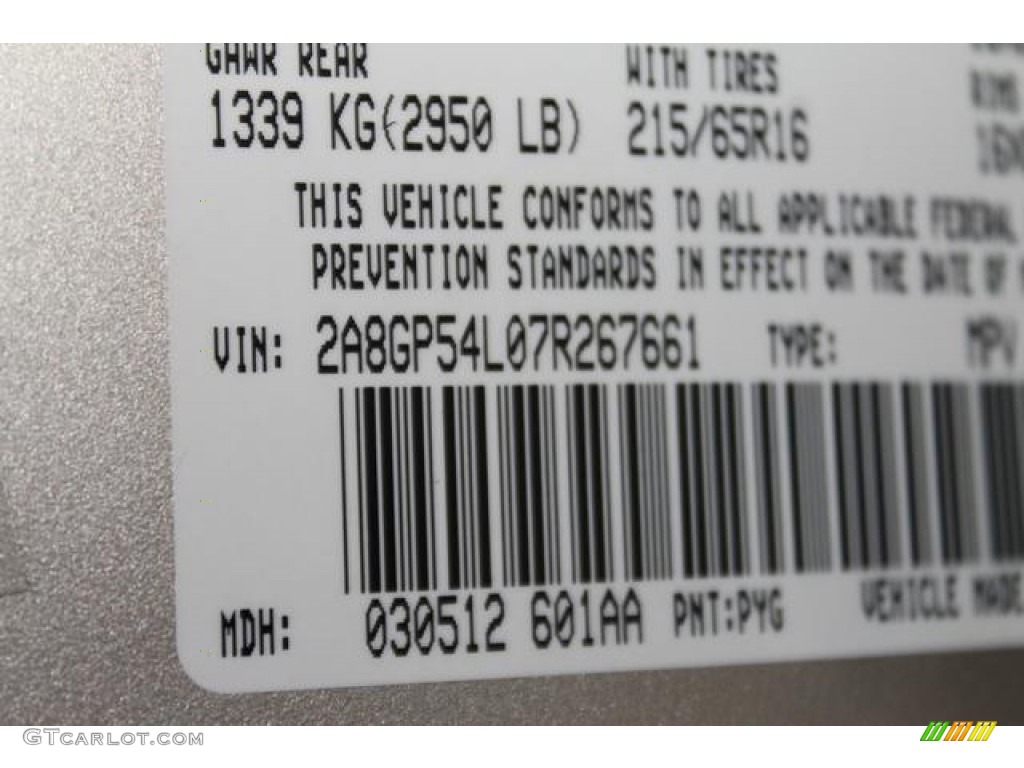 GAWR REAR WITH TIRES
1339 KG(2950 LB) 215/65R16
THIS VEHICLE CONFORMS TO ALL APPLICABLE FEDERAL
PREVENTION STANDARDS IN EFFECT ON THE DATE OF
VIN: 2A8GP54L07R267661 TYPE: MPV
MDH: 030512 601AA PNT:PYG VEHICLE MADE
GTCARLOT.COM